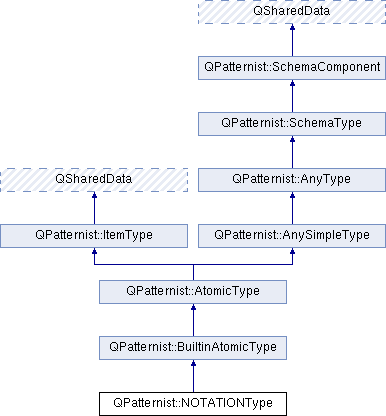 QSharedData
QPatternist::SchemaComponent
QPatternist::SchemaType
QSharedData
QPatternist::AnyType
QPatternist::ItemType
QPatternist::AnySimpleType
QPatternist::AtomicType
QPatternist::BuiltinAtomicType
QPatternist::NOTATIONType